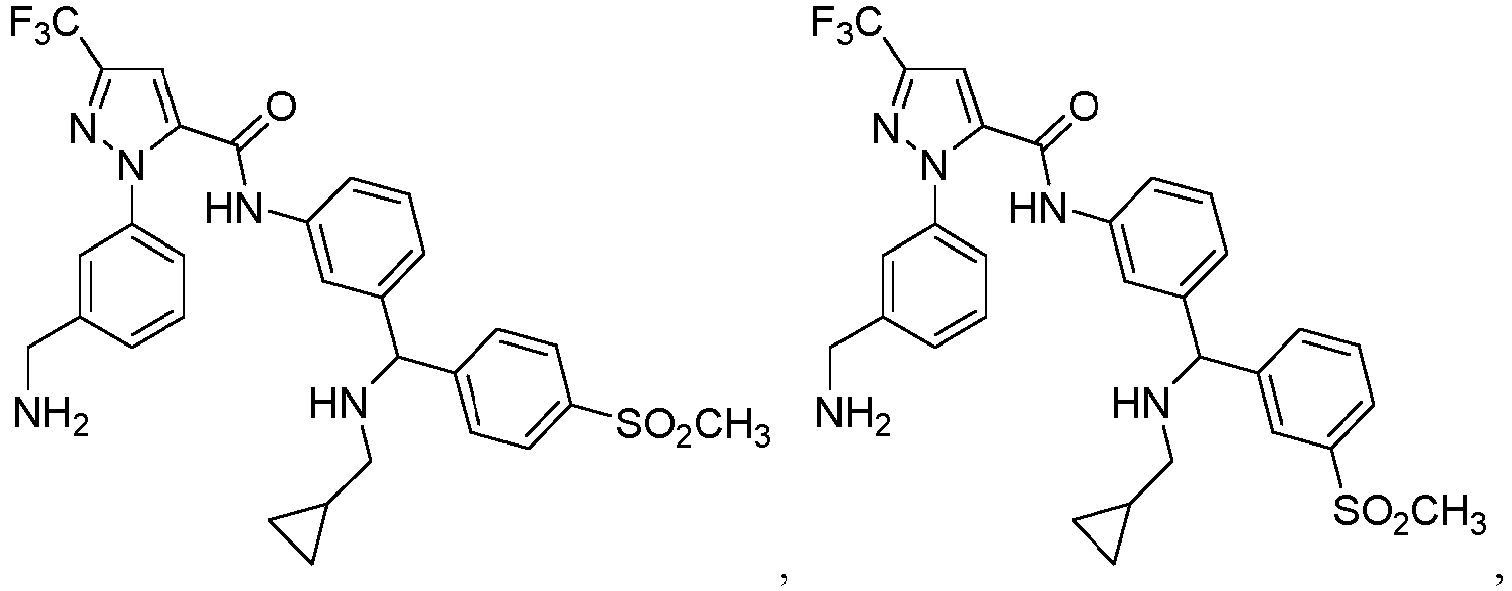 F3C F3C
O O
N N
N N
HN HN
NH2 HN SO2CH3 NH2 HN
SO2CH3
, ,